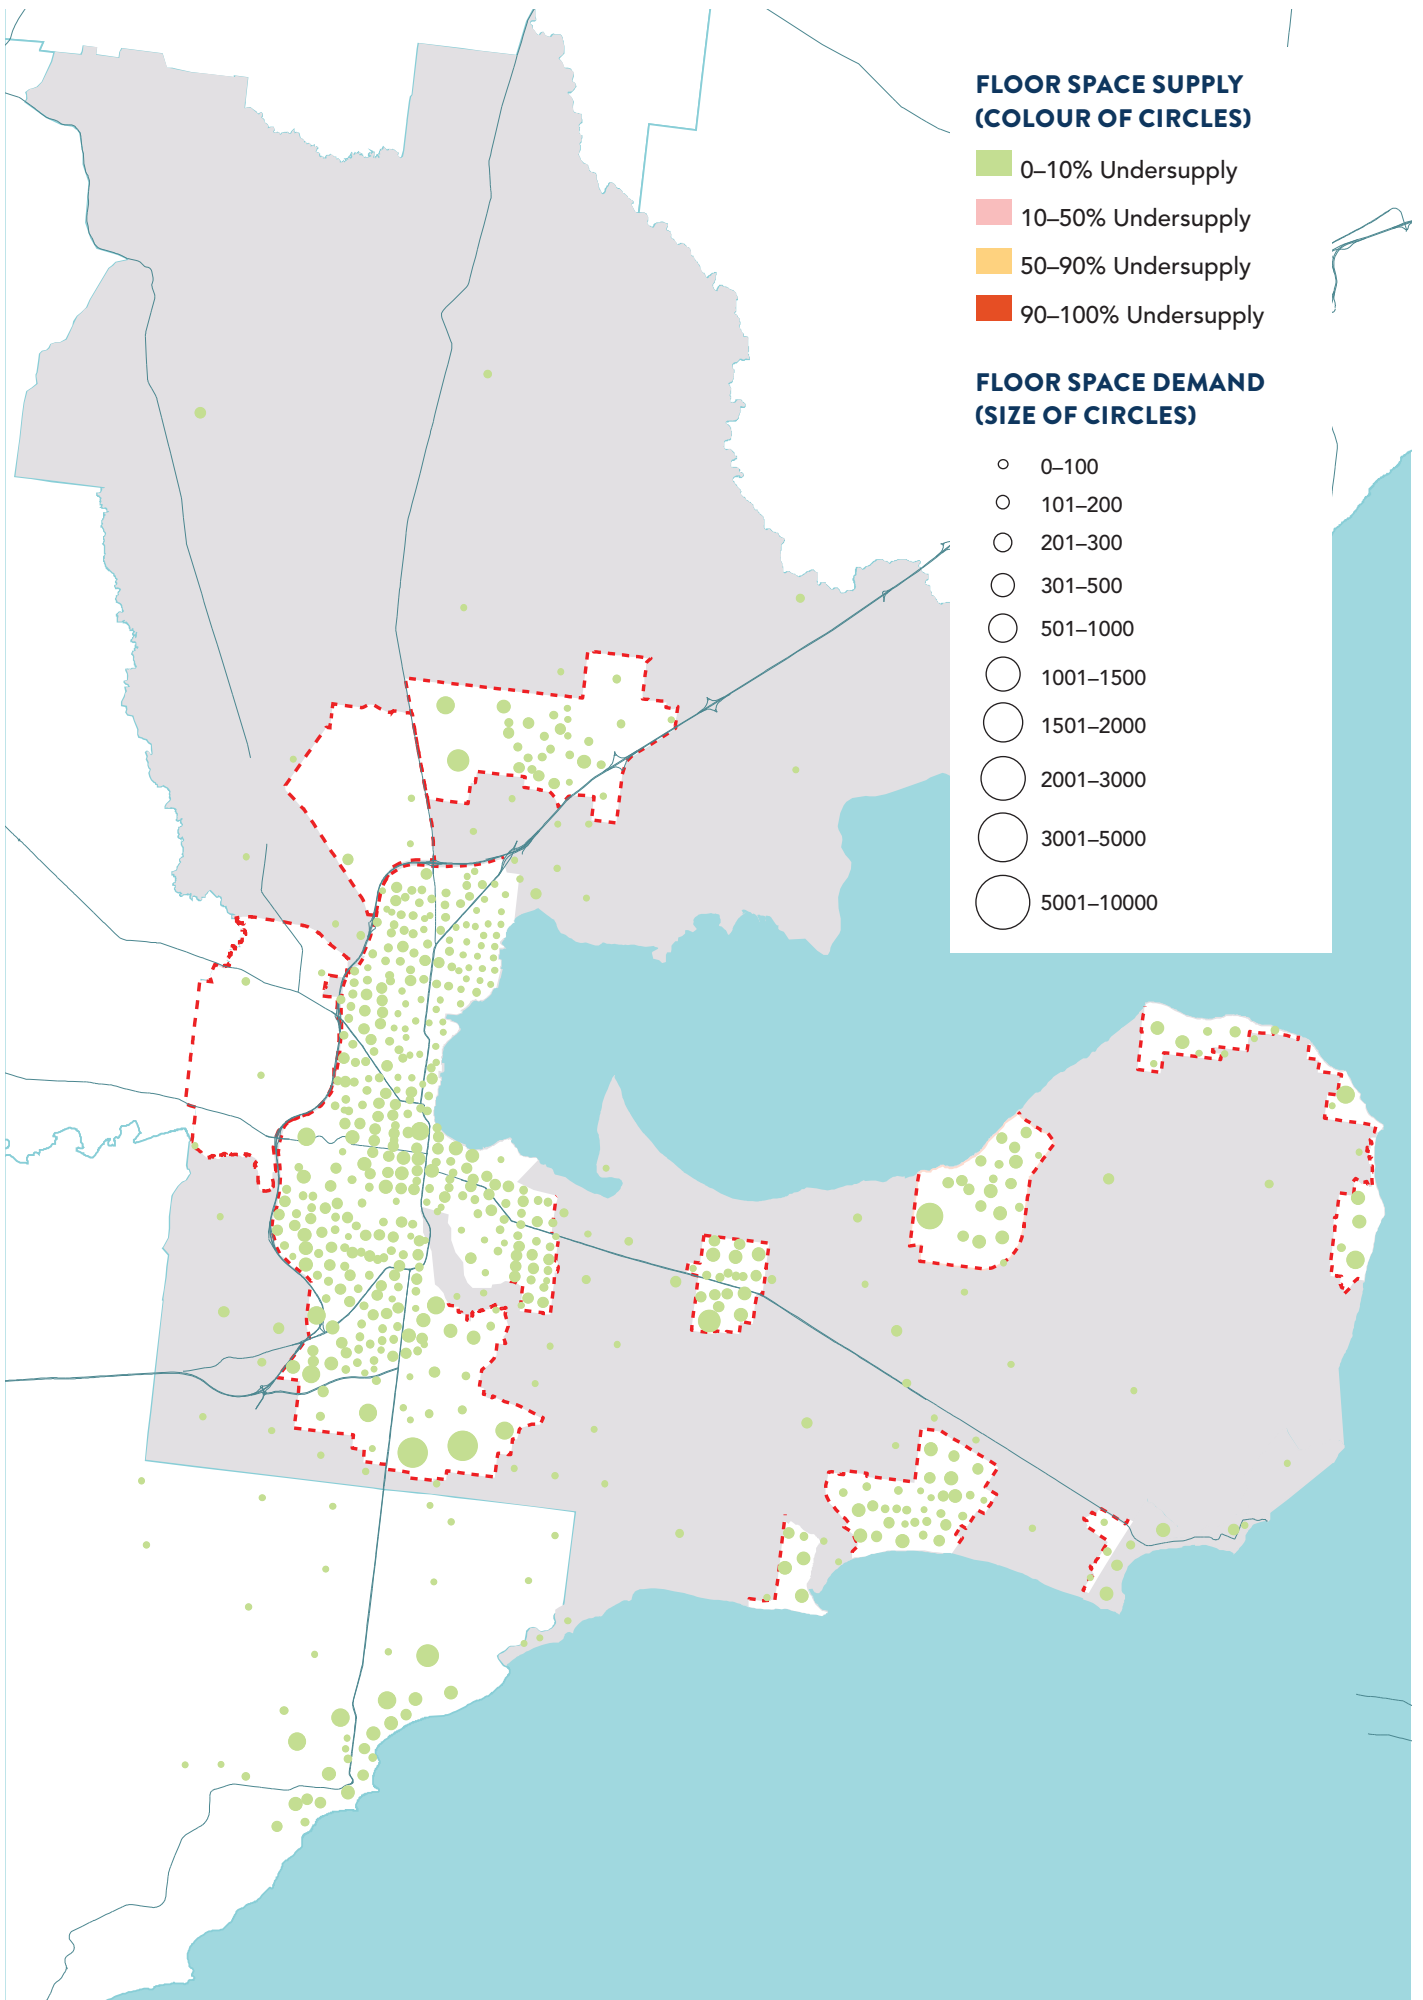 FLOOR SPACE SUPPLY
(COLOUR OF CIRCLES)
0–10% Undersupply
10–50% Undersupply
50–90% Undersupply
90–100% Undersupply
FLOOR SPACE DEMAND
(SIZE OF CIRCLES)
0–100
101–200
201–300
301–500
501–1000
1001–1500
1501–2000
2001–3000
3001–5000
5001–10000